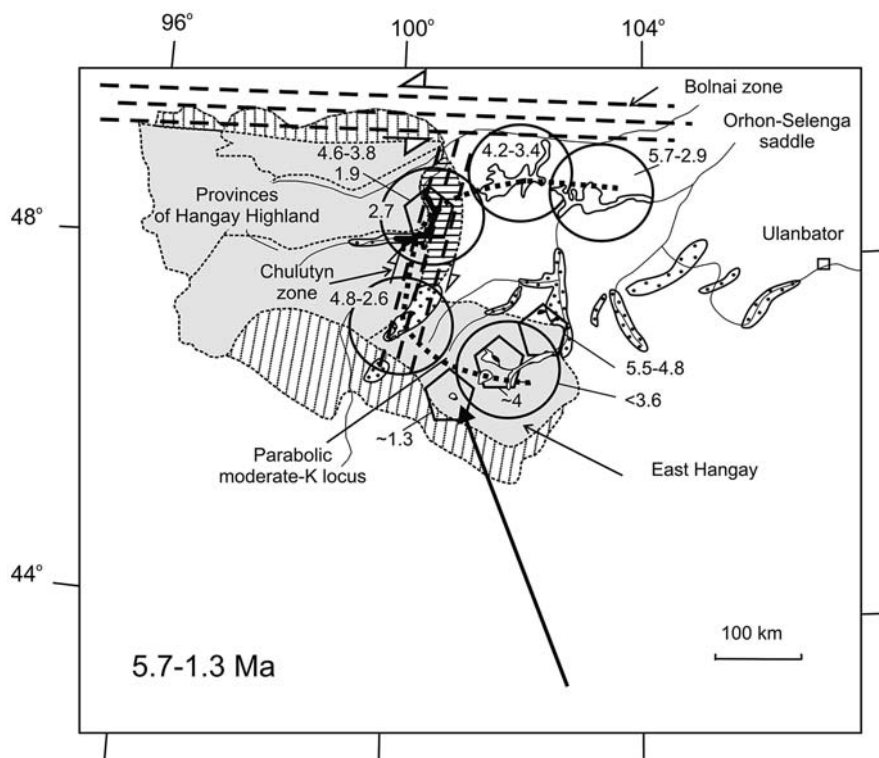 96°
100°
104°
Bolnai zone
Orhon-Selenga
saddle
4.6-3.8
1.9
4.2-3.4
5.7-2.9
48°
Provinces
of Hangay Highland
2.7
Ulanbator
Chulutyn
zone
4.8-2.6
5.5-4.8
<3.6
~4
~1.3
Parabolic
moderate-K locus
East Hangay
44°
100 km
5.7-1.3 Ma